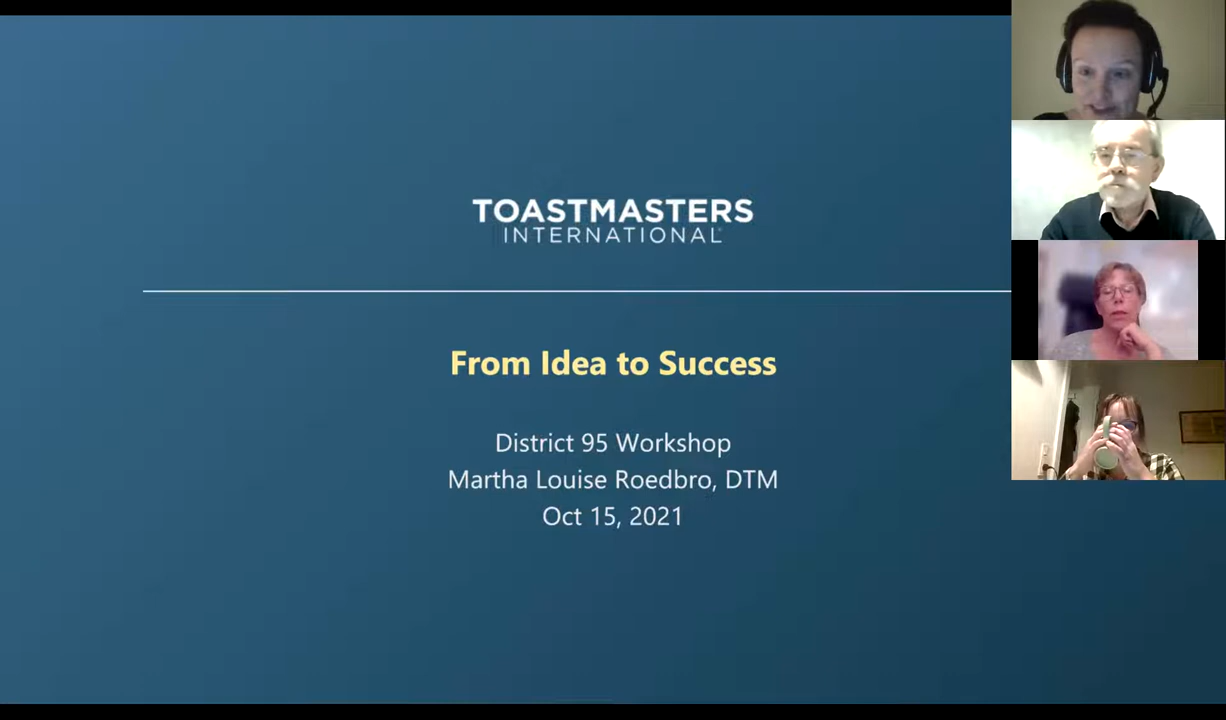 TOASTMASTERS
INTERNATIONAL
From Idea to Success
District 95 Workshop
Martha Louise Roedbro, DTM
Oct 15, 2021